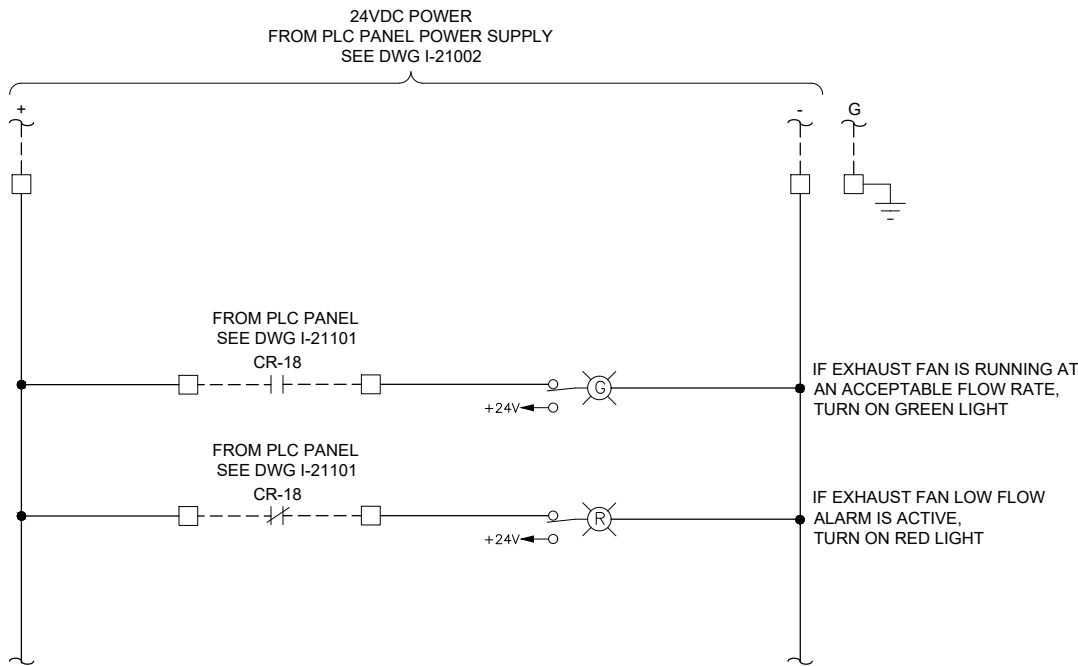 24VDC POWER
FROM PLC PANEL POWER SUPPLY
SEE DWG I-21002
+
-
G
FROM PLC PANEL
SEE DWG I-21101
CR-18
G
+24V
IF EXHAUST FAN IS RUNNING AT
AN ACCEPTABLE FLOW RATE,
TURN ON GREEN LIGHT
FROM PLC PANEL
SEE DWG I-21101
CR-18
R
+24V
IF EXHAUST FAN LOW FLOW
ALARM IS ACTIVE,
TURN ON RED LIGHT